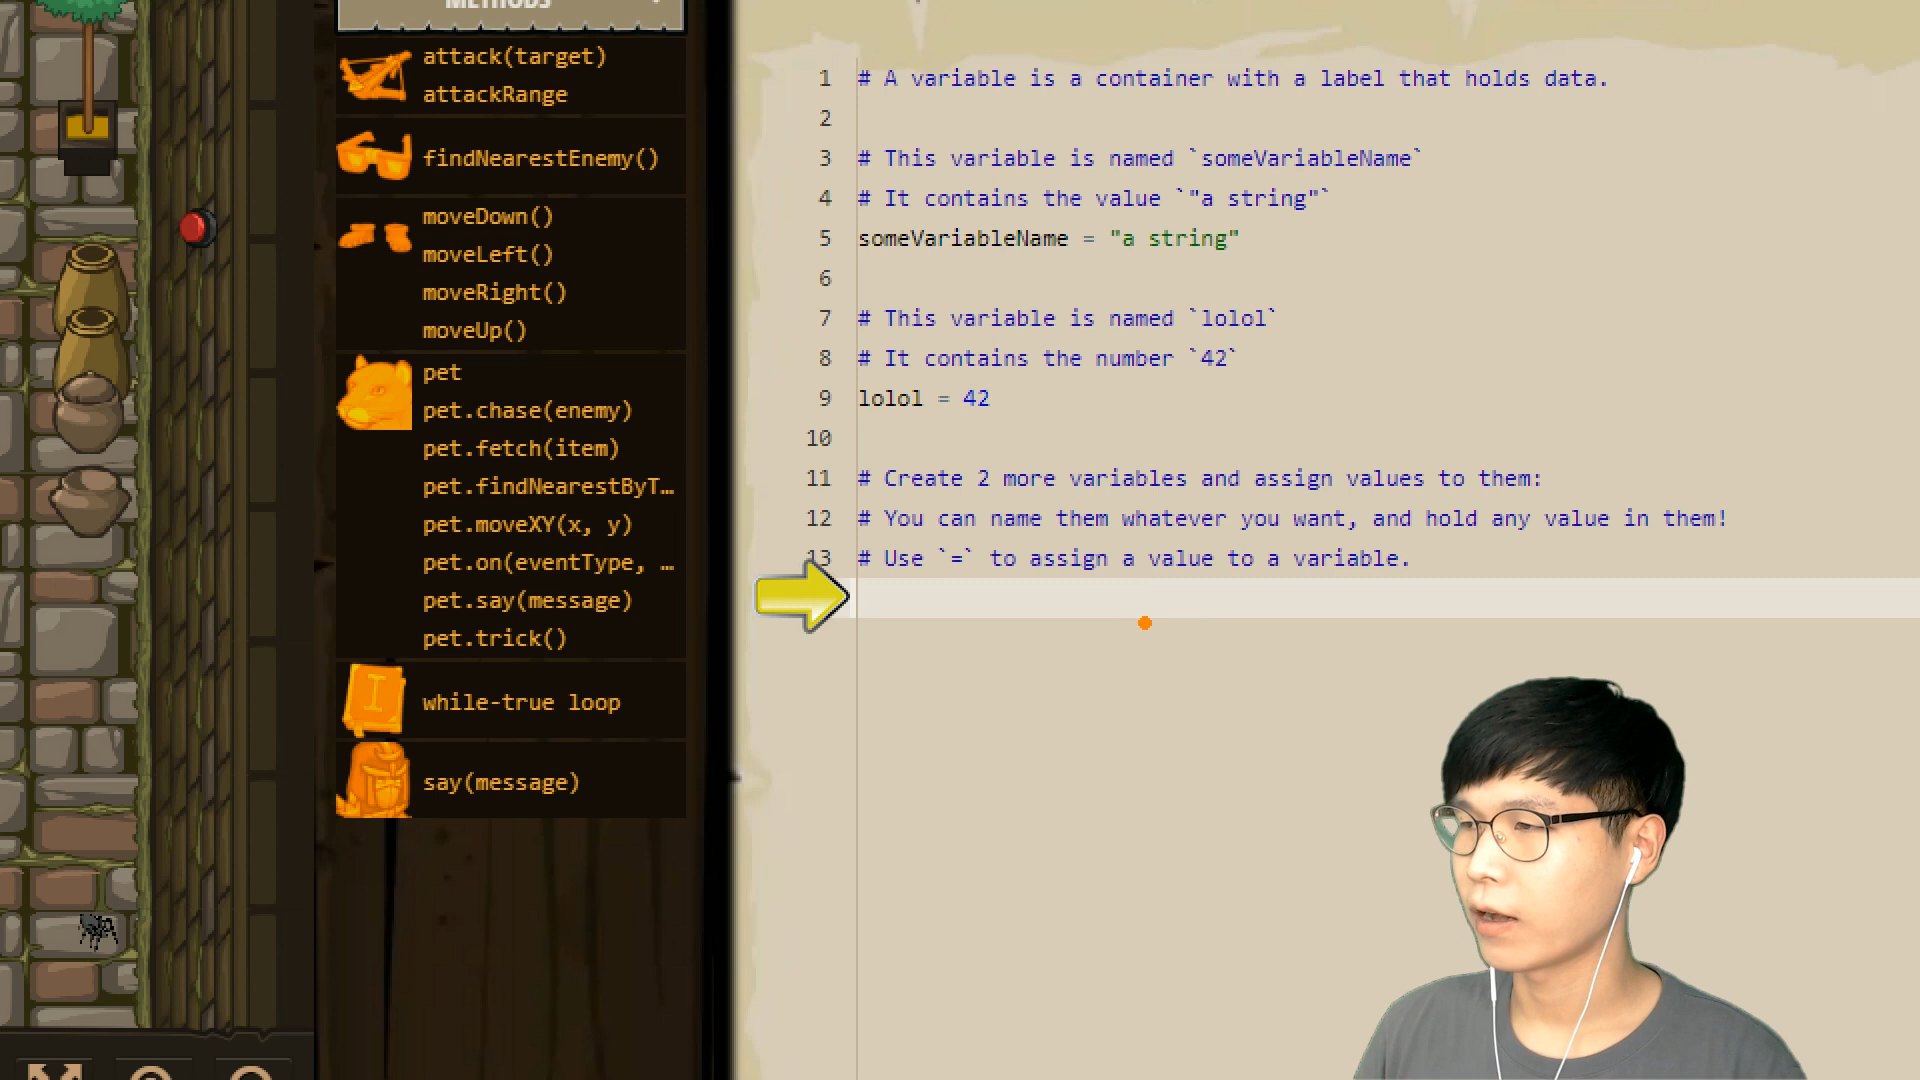 METHODS
attack(target)
attackRange
findNearestEnemy()
moveDown()
moveLeft()
moveRight()
moveUp()
pet
pet.chase(enemy)
pet.fetch(item)
pet.findNearestByT…
pet.moveXY(x, y)
pet.on(eventType, …
pet.say(message)
pet.trick()
while-true loop
say(message)
1 # A variable is a container with a label that holds data.
2
3 # This variable is named `someVariableName`
4 # It contains the value `"a string"`
5 someVariableName = "a string"
6
7 # This variable is named `lolol`
8 # It contains the number `42`
9 lolol = 42
10
11 # Create 2 more variables and assign values to them:
12 # You can name them whatever you want, and hold any value in them!
13 # Use `=` to assign a value to a variable.